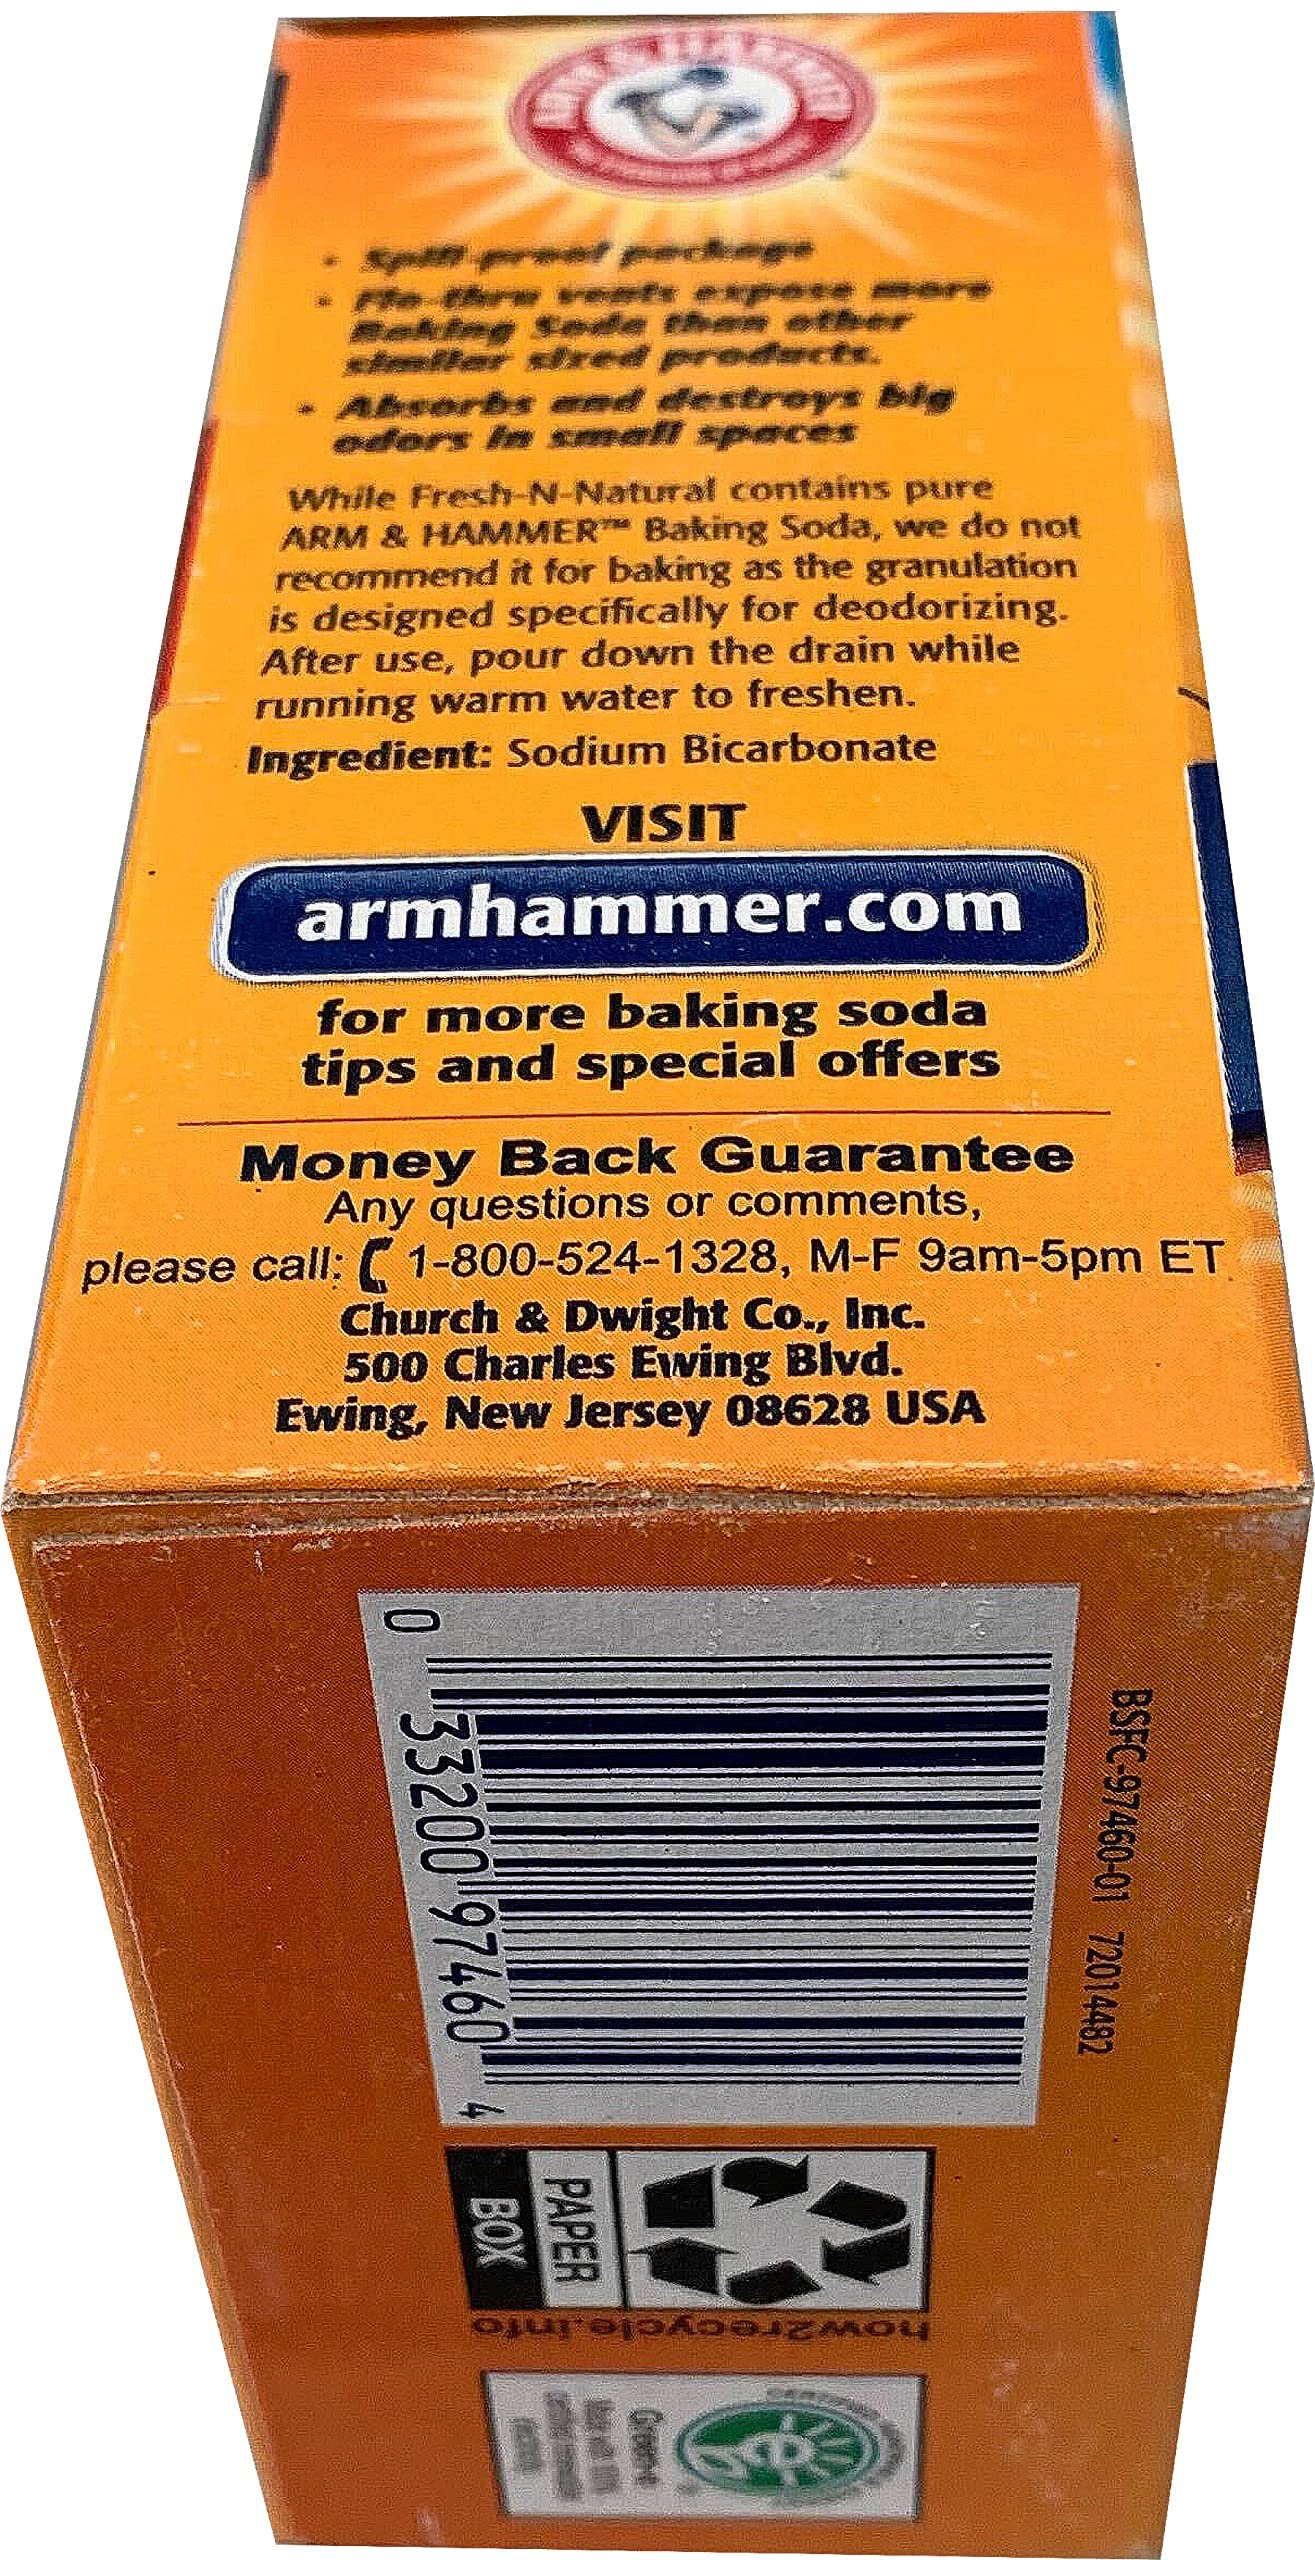 ARM & HAMMER
• Spill-proof package
• Flo-thru vents expose more
Baking Soda than other
similar sized products.
• Absorbs and destroys big
odors in small spaces
While Fresh-N-Natural contains pure
ARM & HAMMER™ Baking Soda, we do not
recommend it for baking as the granulation
is designed specifically for deodorizing.
After use, pour down the drain while
running warm water to freshen.
Ingredient: Sodium Bicarbonate
VISIT
armhammer.com
for more baking soda
tips and special offers
Money Back Guarantee
Any questions or comments,
please call: 1-800-524-1328, M-F 9am-5pm ET
Church & Dwight Co., Inc.
500 Charles Ewing Blvd.
Ewing, New Jersey 08628 USA
0 33200 97460 4
BSFC-97460-01 72014482
PAPER
BOX
how2recycle.info